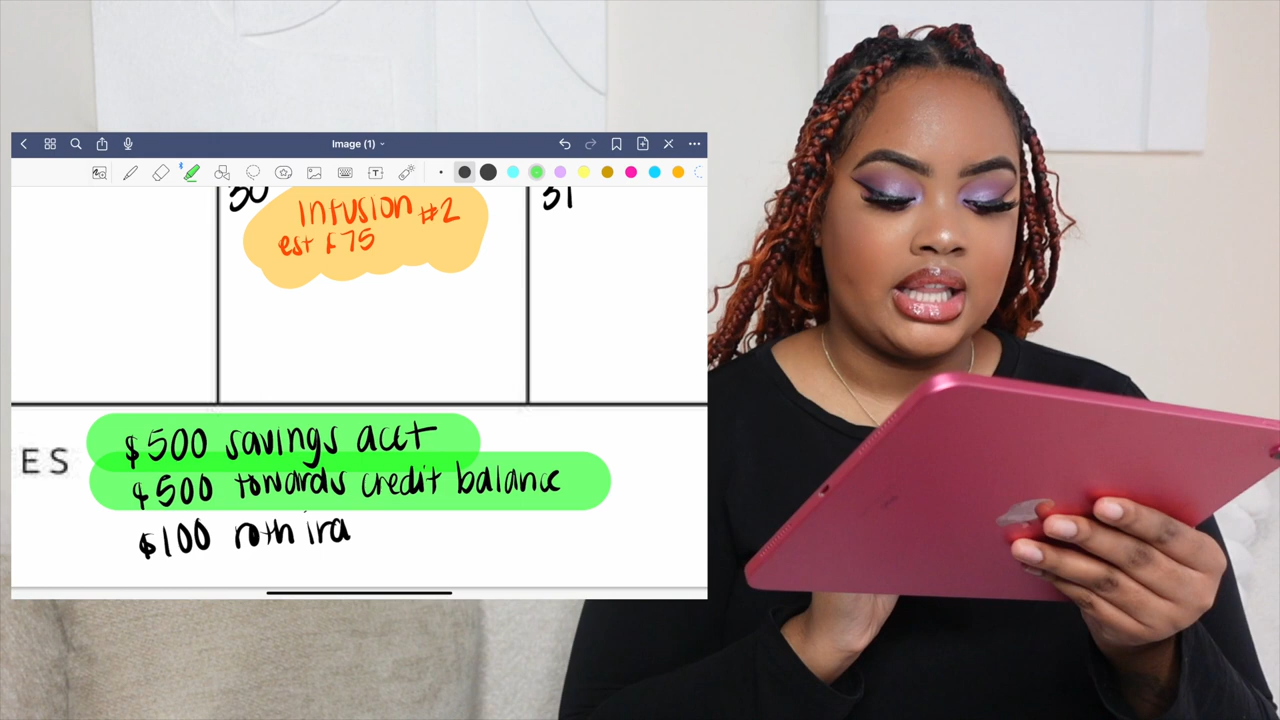 Image (1)
30
31
Infusion #2
est £75
ES
$500 savings acct
$500 towards credit balance
$100 roth ira